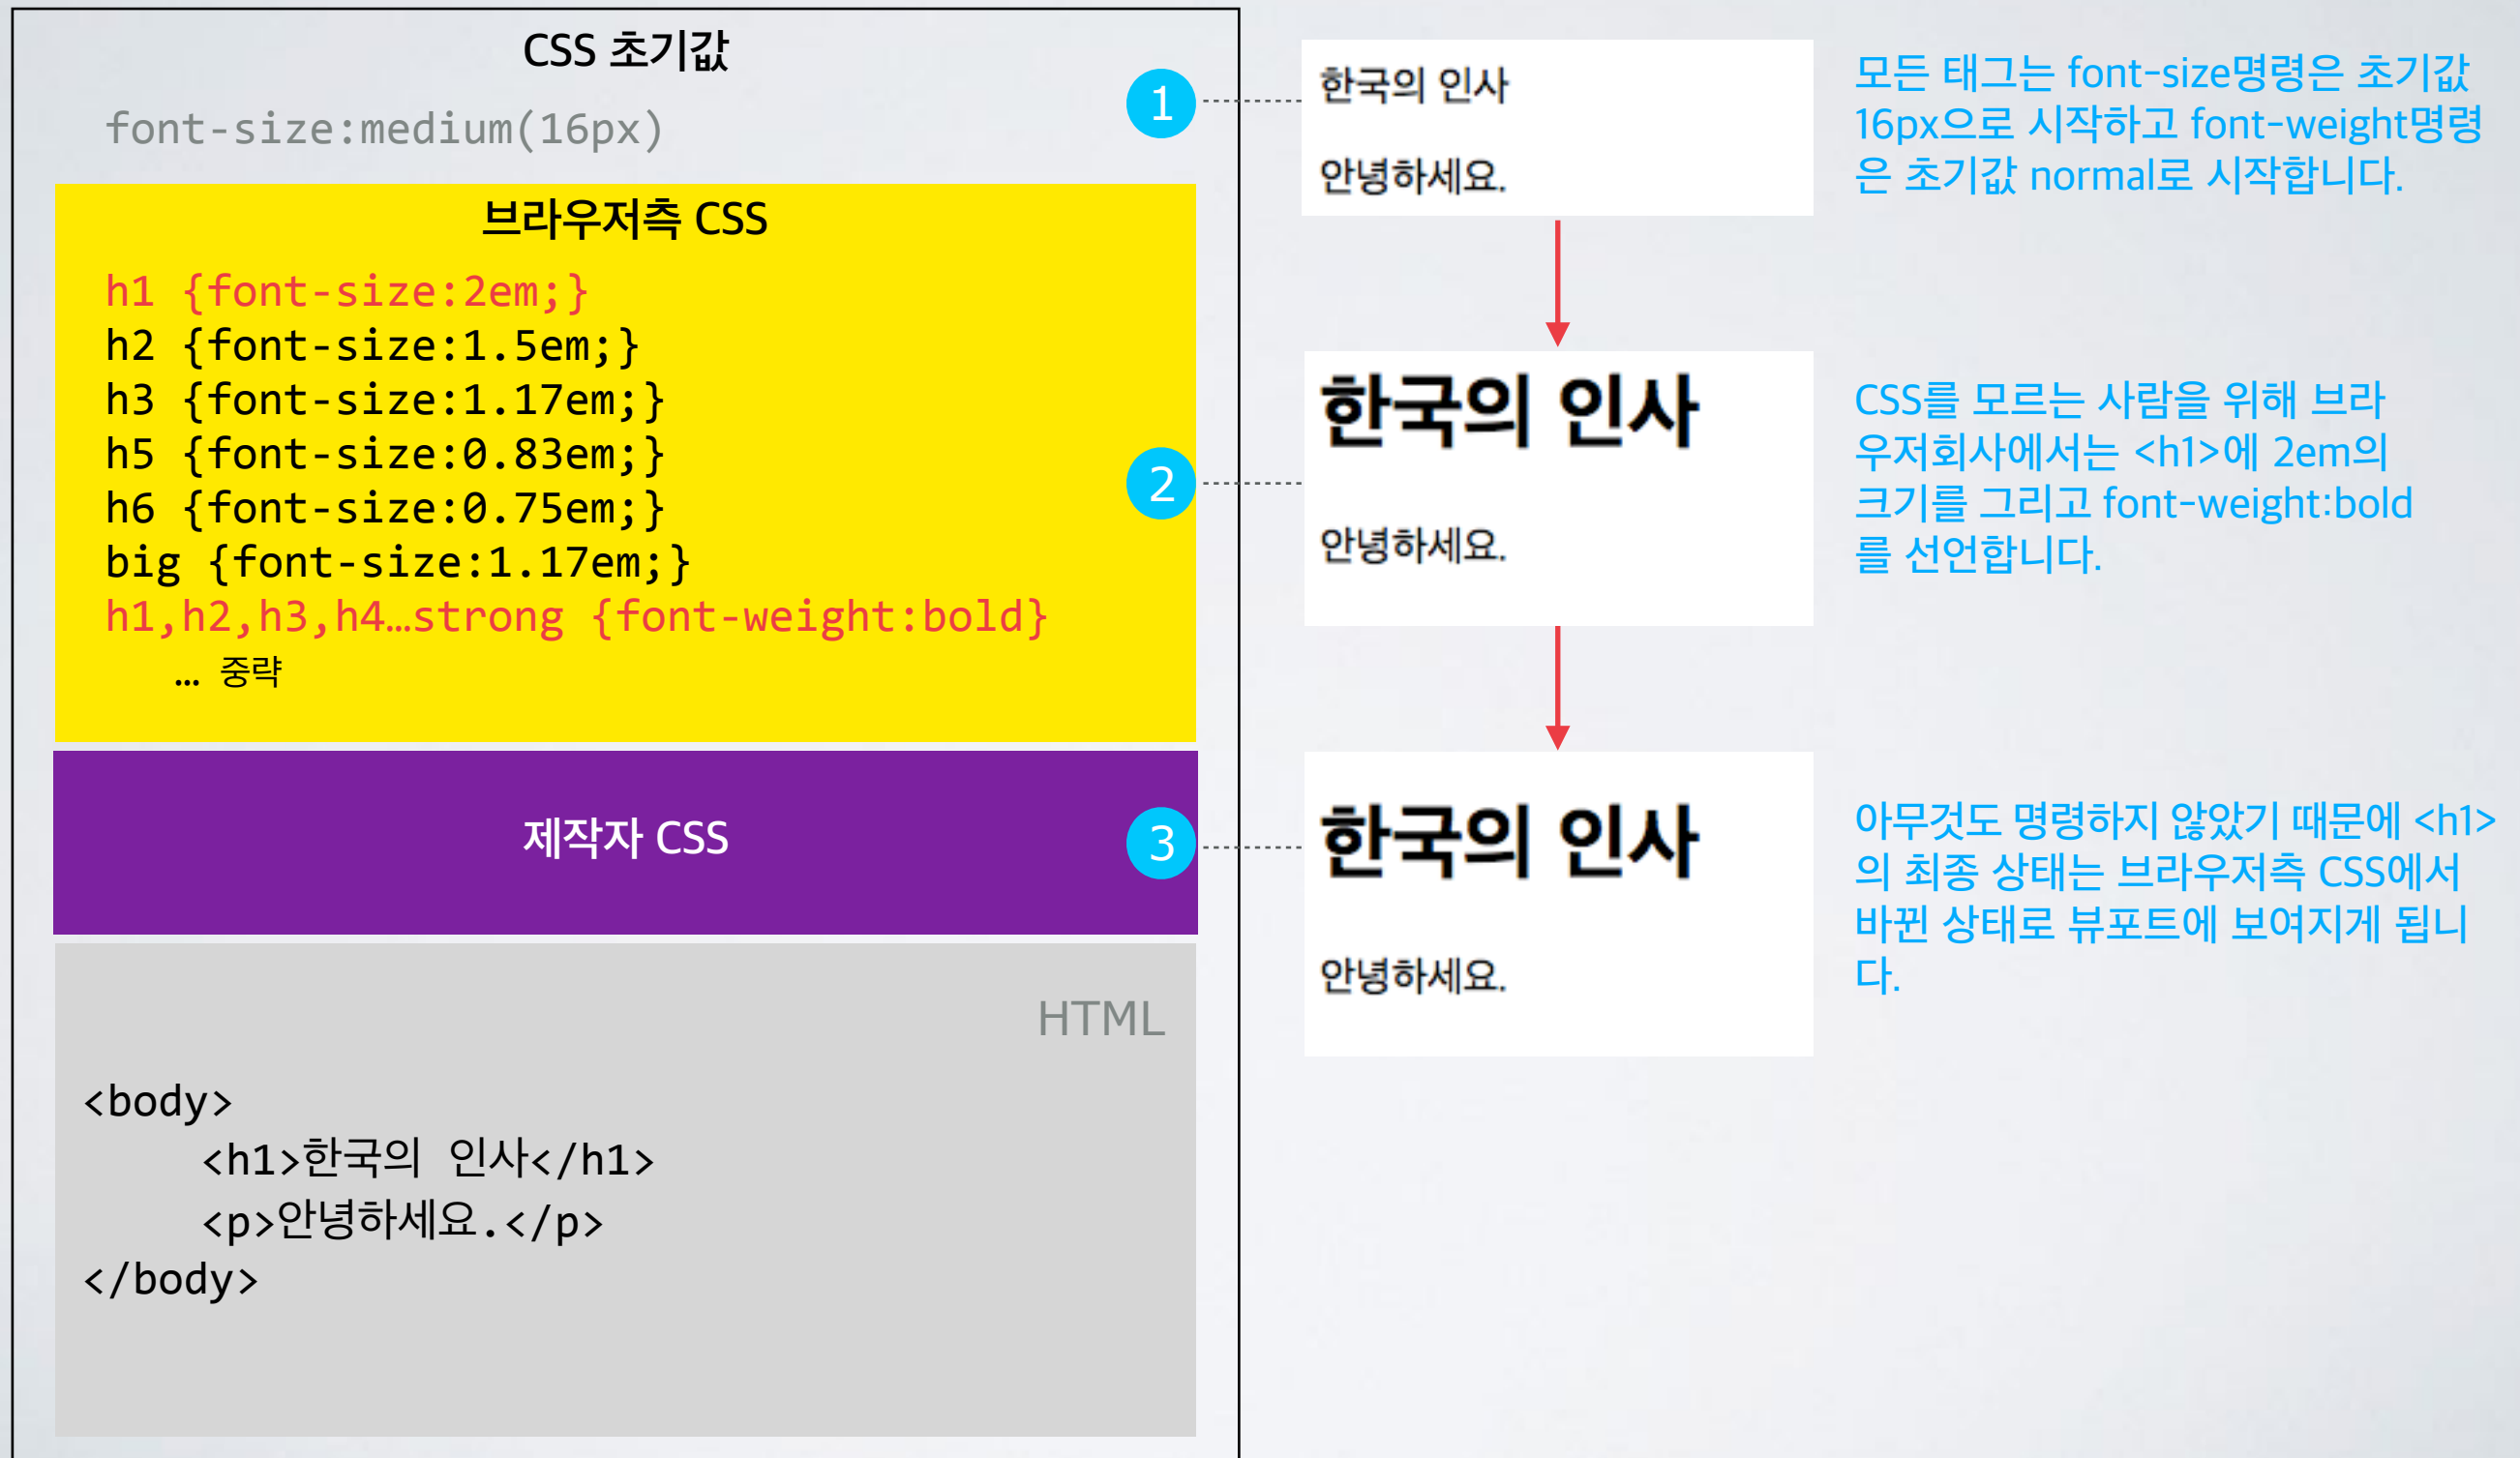 CSS 초기값
font-size:medium(16px)
브라우저측 CSS
h1 {font-size:2em;}
h2 {font-size:1.5em;}
h3 {font-size:1.17em;}
h5 {font-size:0.83em;}
h6 {font-size:0.75em;}
big {font-size:1.17em;}
h1,h2,h3,h4…strong {font-weight:bold}
… 중략
제작자 CSS
HTML
<body>
<h1>한국의 인사</h1>
<p>안녕하세요.</p>
</body>
1
한국의 인사
안녕하세요.
모든 태그는 font-size명령은 초기값
16px으로 시작하고 font-weight명령
은 초기값 normal로 시작합니다.
2
한국의 인사
안녕하세요.
CSS를 모르는 사람을 위해 브라
우저회사에서는 <h1>에 2em의
크기를 그리고 font-weight:bold
를 선언합니다.
3
한국의 인사
안녕하세요.
아무것도 명령하지 않았기 때문에 <h1>
의 최종 상태는 브라우저측 CSS에서
바뀐 상태로 뷰포트에 보여지게 됩니
다.